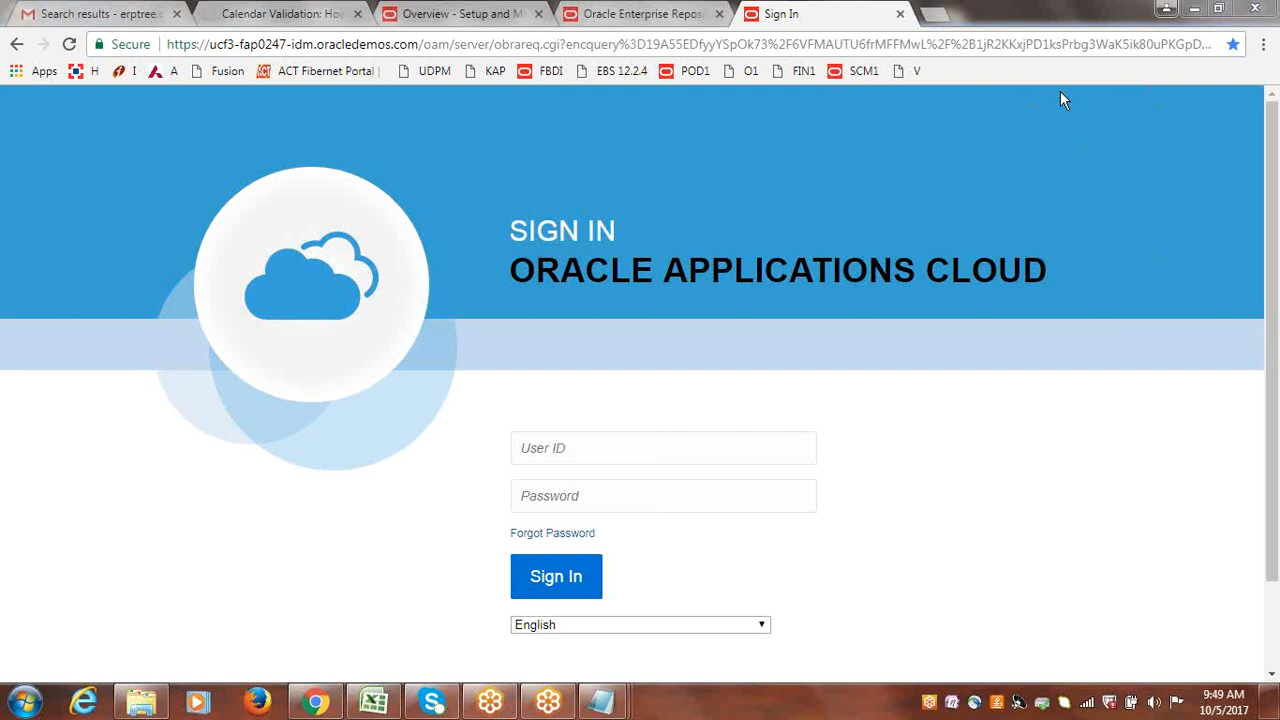 Search results - erptree.c
Calendar Validation: Ho
Overview - Setup and M
Oracle Enterprise Repos
Sign In
Secure
https://ucf3-fap0247-idm.oracledemos.com/oam/server/obrareq.cgi?encquery%3D19A55EDfyyYSpOk73%2F6VFMAUTU6frMFFMwL%2F%2B1jR2KKxjPD1ksPrbg3WaK5ik80uPKGpD...
Apps
H
I
A
Fusion
ACT Fibernet Portal |
UDPM
KAP
FBDI
EBS 12.2.4
POD1
O1
FIN1
SCM1
V
SIGN IN
ORACLE APPLICATIONS CLOUD
User ID
Password
Forgot Password
Sign In
English
9:49 AM
10/5/2017